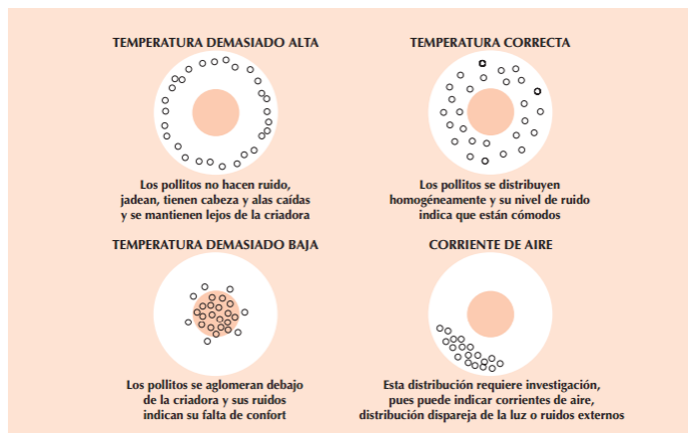 TEMPERATURA DEMASIADO ALTA
Los pollitos no hacen ruido,
jadean, tienen cabeza y alas caídas
y se mantienen lejos de la criadora
TEMPERATURA CORRECTA
Los pollitos se distribuyen
homogéneamente y su nivel de ruido
indica que están cómodos
TEMPERATURA DEMASIADO BAJA
Los pollitos se aglomeran debajo
de la criadora y sus ruidos
indican su falta de confort
CORRIENTE DE AIRE
Esta distribución requiere investigación,
pues puede indicar corrientes de aire,
distribución dispareja de la luz o ruidos externos